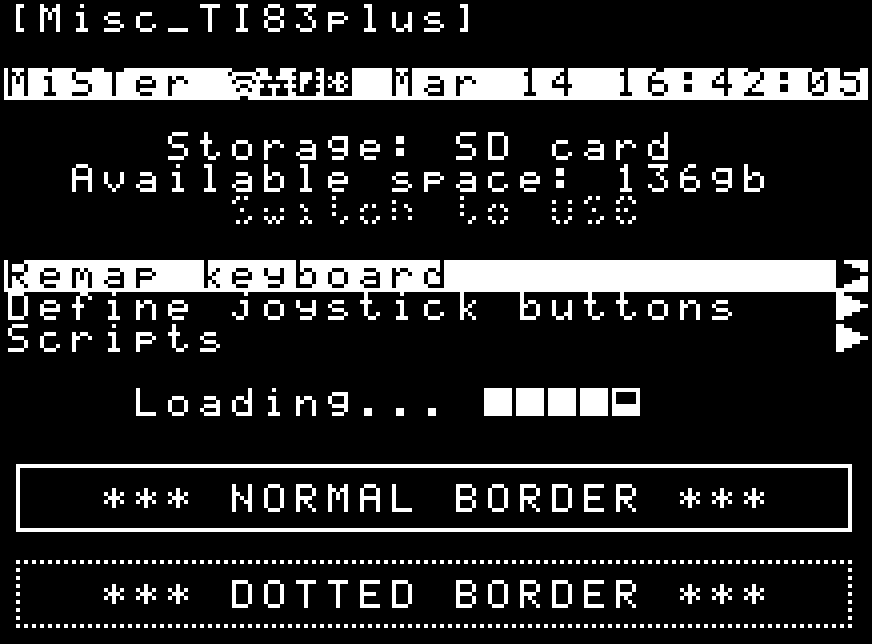 [Misc_TI83plus]
MiSTer Mar 14 16:42:05
Storage: SD card
Available space: 136gb
Switch to USB
Remap keyboard
Define joystick buttons
Scripts
Loading...
*** NORMAL BORDER ***
*** DOTTED BORDER ***